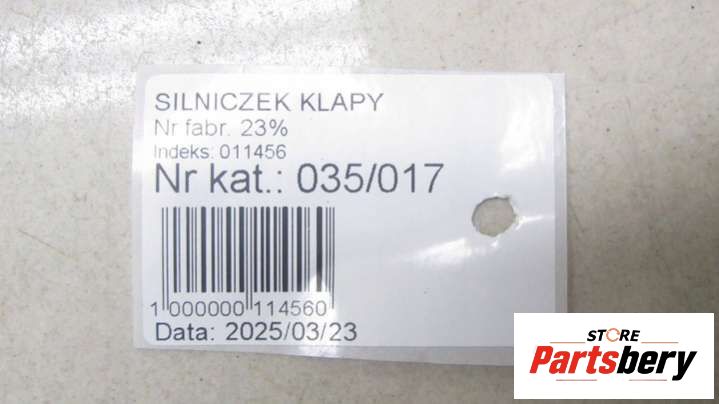 SILNICZEK KLAPY
Nr fabr. 23%
Indeks: 011456
Nr kat.: 035/017
1 000000 114560
Data: 2025/03/23
STORE
Partsbery